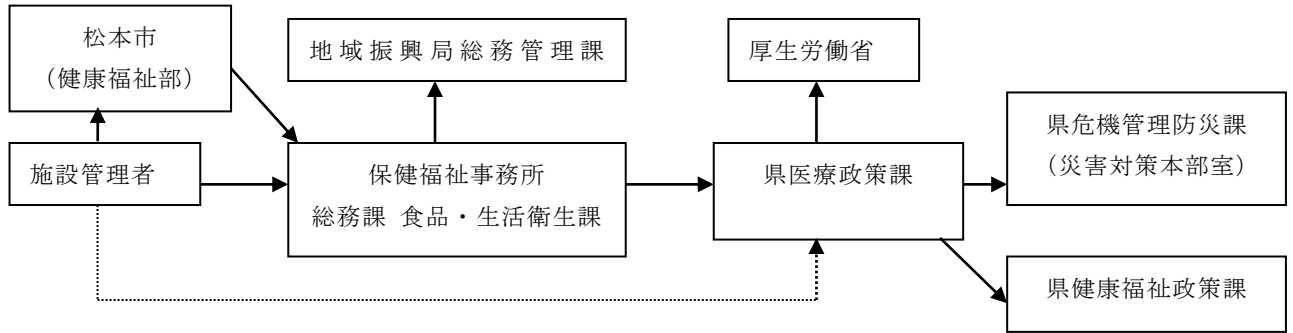 松本市
（健康福祉部）
地域振興局総務管理課
厚生労働省
県危機管理防災課
（災害対策本部室）
施設管理者
保健福祉事務所
総務課 食品・生活衛生課
県医療政策課
県健康福祉政策課